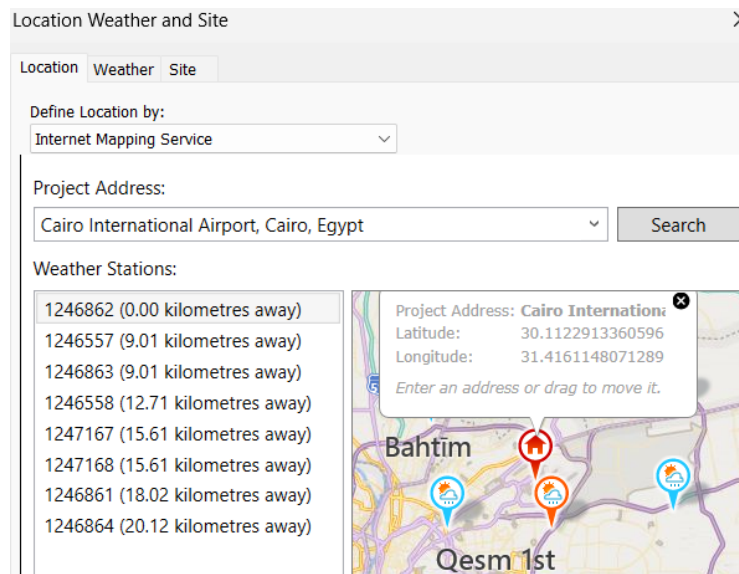 Location Weather and Site
Location Weather Site
Define Location by:
Internet Mapping Service
Project Address:
Cairo International Airport, Cairo, Egypt
Search
Weather Stations:
1246862 (0.00 kilometres away)
1246557 (9.01 kilometres away)
1246863 (9.01 kilometres away)
1246558 (12.71 kilometres away)
1247167 (15.61 kilometres away)
1247168 (15.61 kilometres away)
1246861 (18.02 kilometres away)
1246864 (20.12 kilometres away)
Project Address: Cairo Internationa
Latitude: 30.1122913360596
Longitude: 31.4161148071289
Enter an address or drag to move it.
5
Bahtīm
Qesm 1st